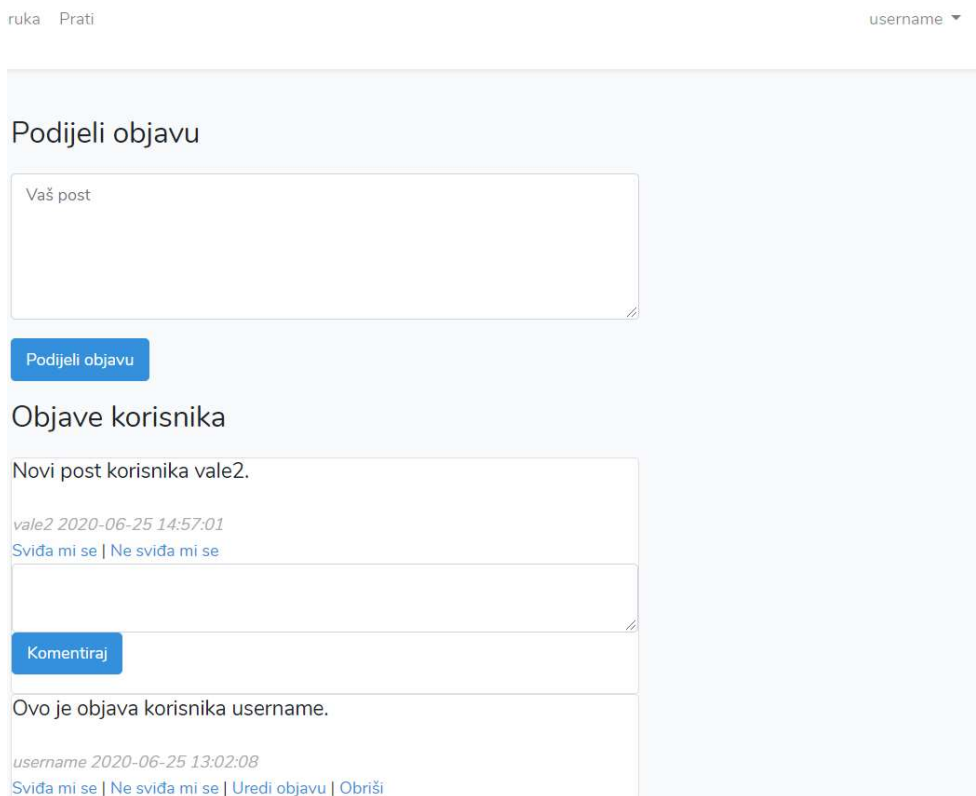 ruka Prati username
Podijeli objavu
Vaš post
Podijeli objavu
Objave korisnika
Novi post korisnika vale2.
vale2 2020-06-25 14:57:01
Sviđa mi se | Ne sviđa mi se
Komentiraj
Ovo je objava korisnika username.
username 2020-06-25 13:02:08
Sviđa mi se | Ne sviđa mi se | Uredi objavu | Obriši